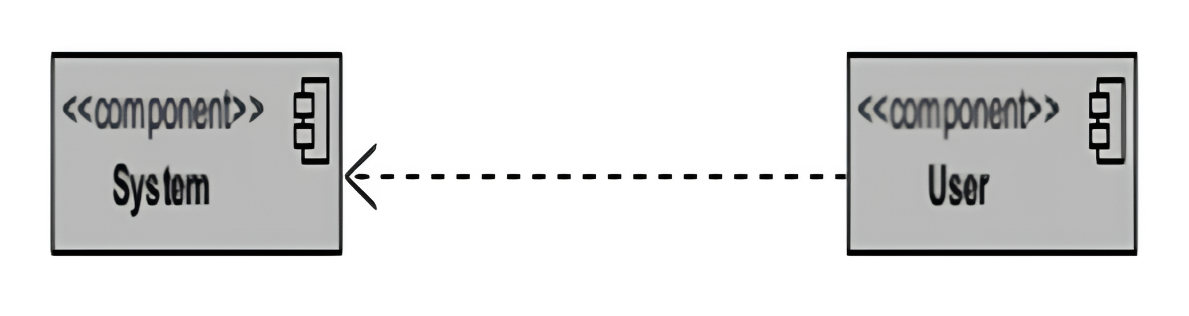 <<component>>
System
<<component>>
User